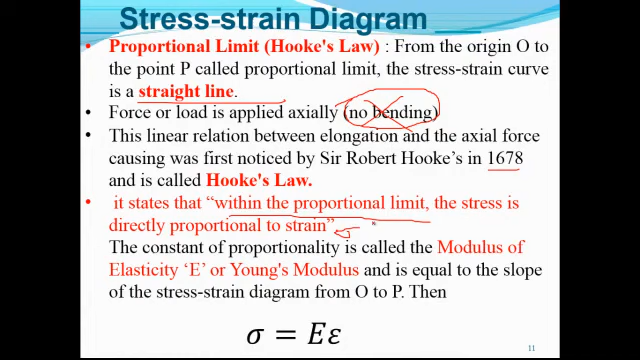 Stress-strain Diagram
• Proportional Limit (Hooke's Law) : From the origin O to
the point P called proportional limit, the stress-strain curve
is a straight line.
• Force or load is applied axially (no bending)
• This linear relation between elongation and the axial force
causing was first noticed by Sir Robert Hooke's in 1678
and is called Hooke's Law.
• it states that “within the proportional limit, the stress is
directly proportional to strain”
The constant of proportionality is called the Modulus of
Elasticity ‘E’ or Young's Modulus and is equal to the slope
of the stress-strain diagram from O to P. Then
σ = Eε
11